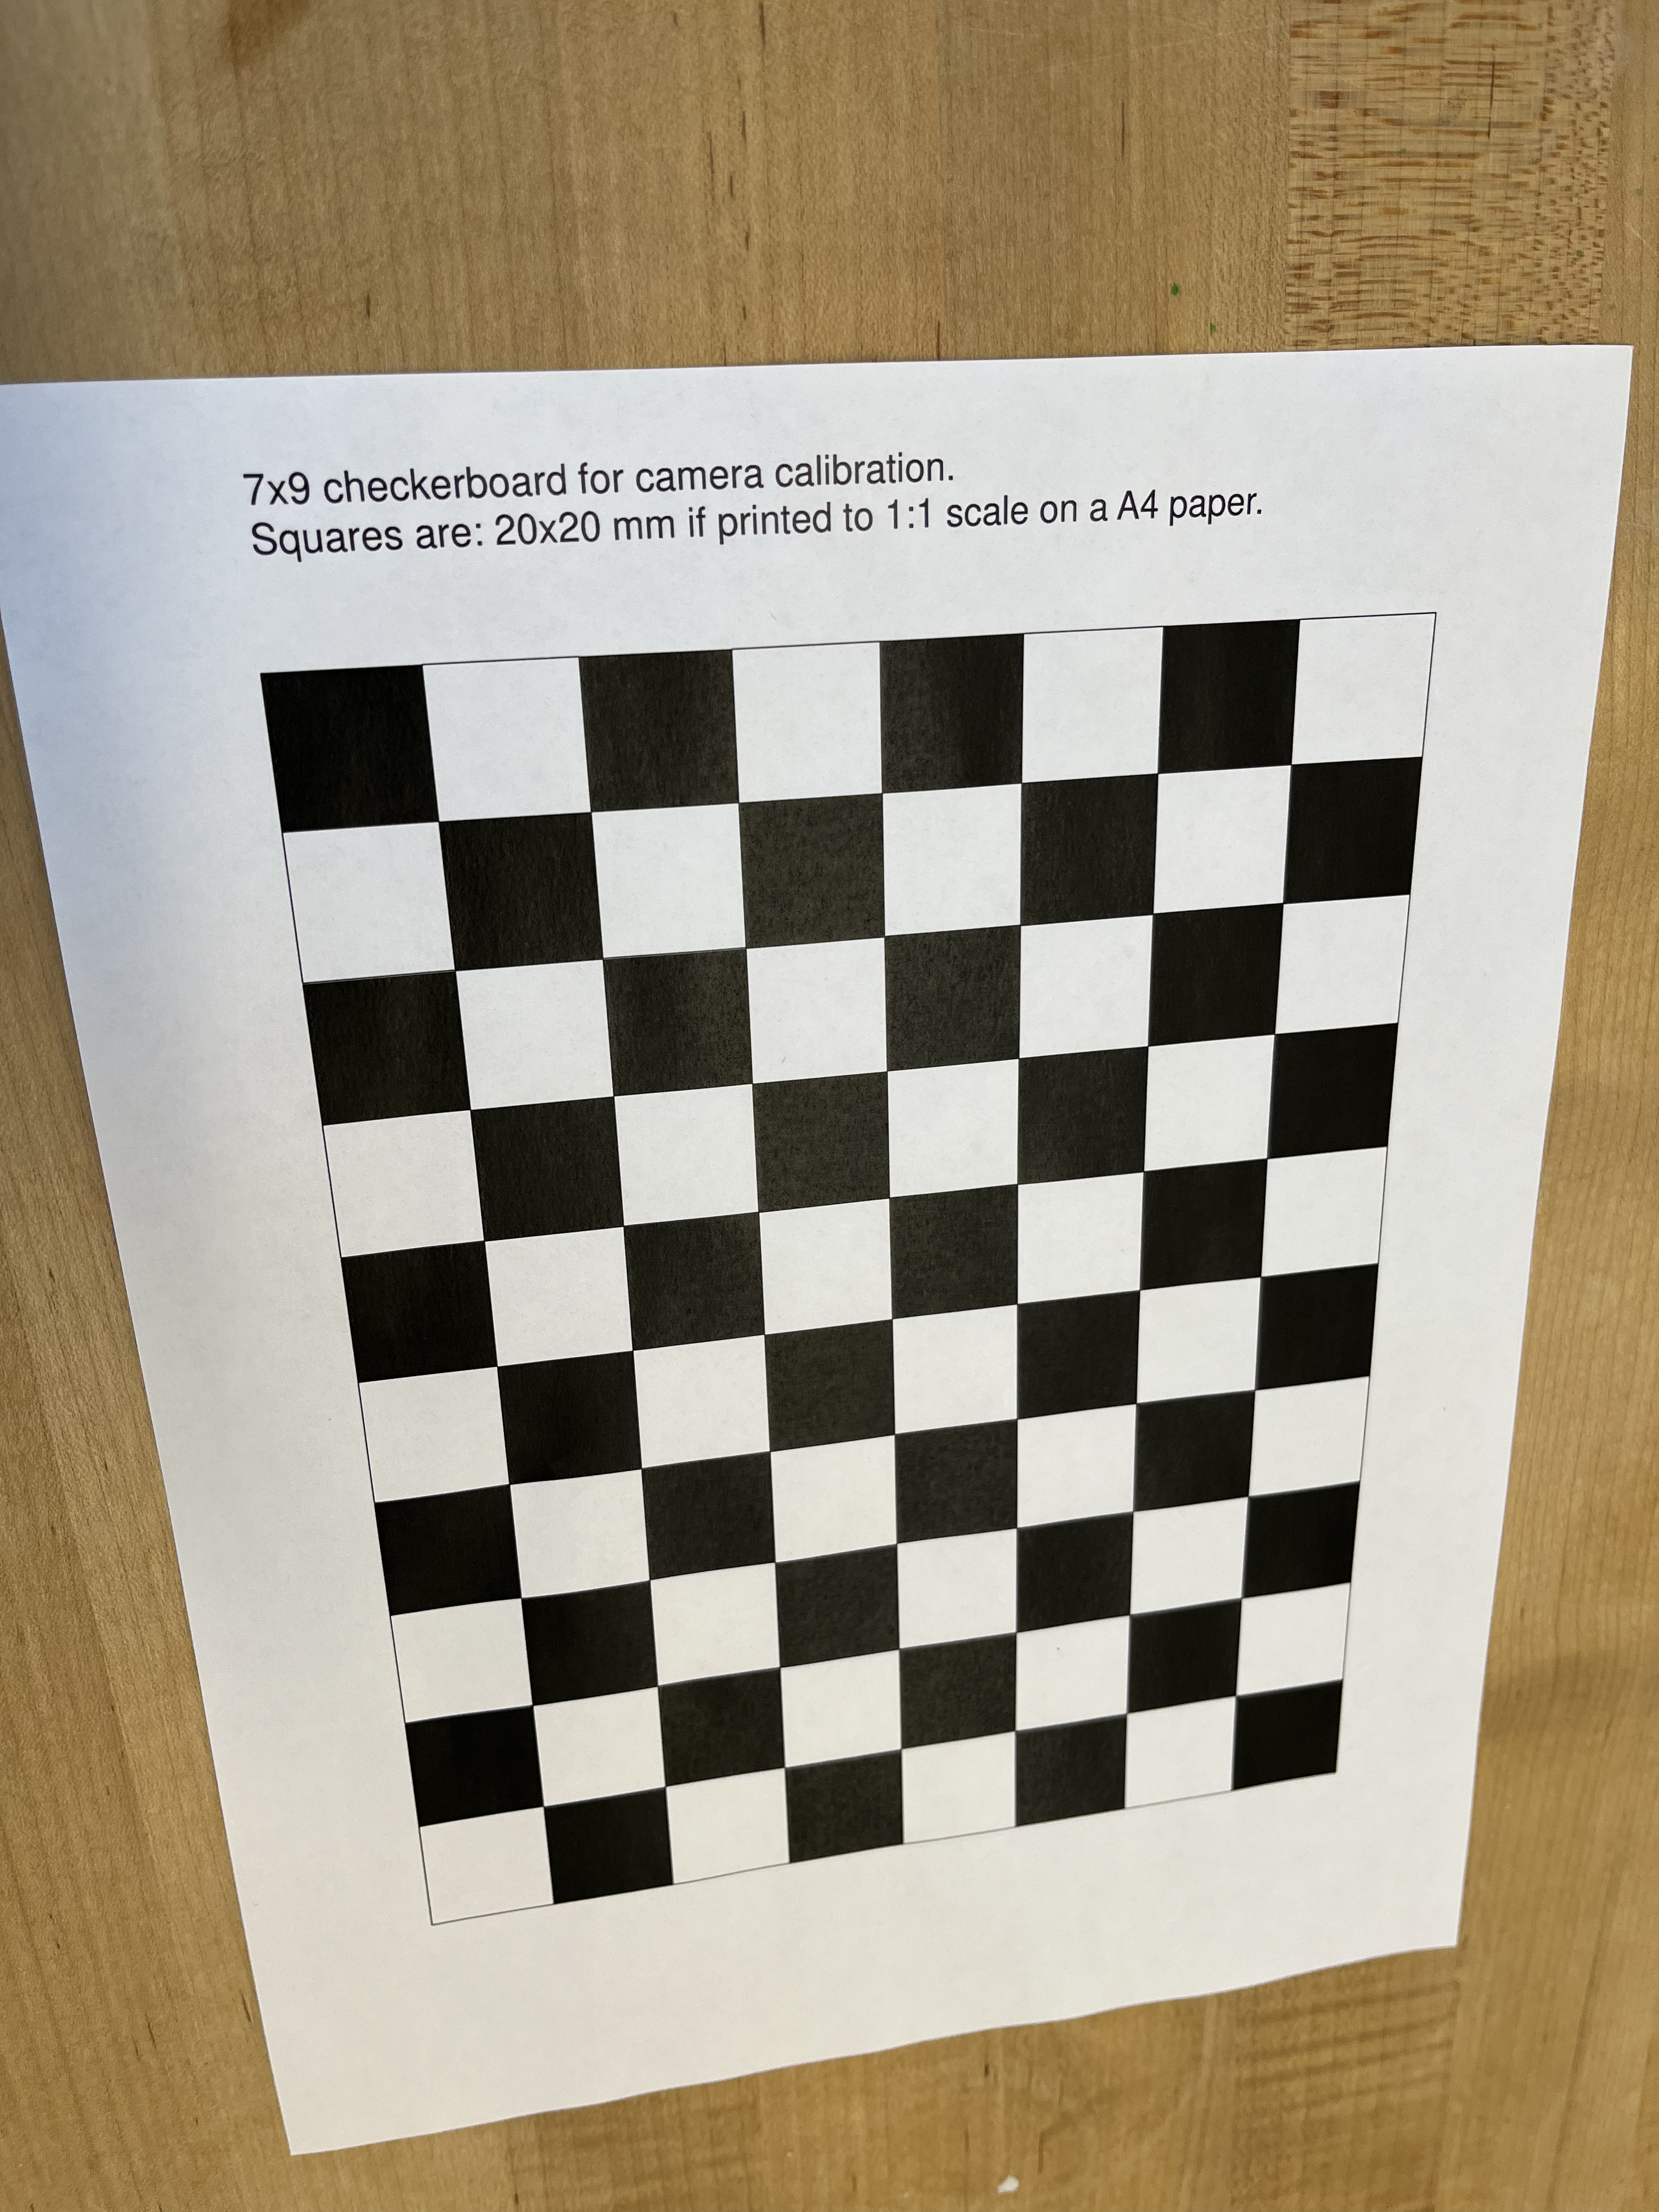 7x9 checkerboard for camera calibration.
Squares are: 20x20 mm if printed to 1:1 scale on a A4 paper.